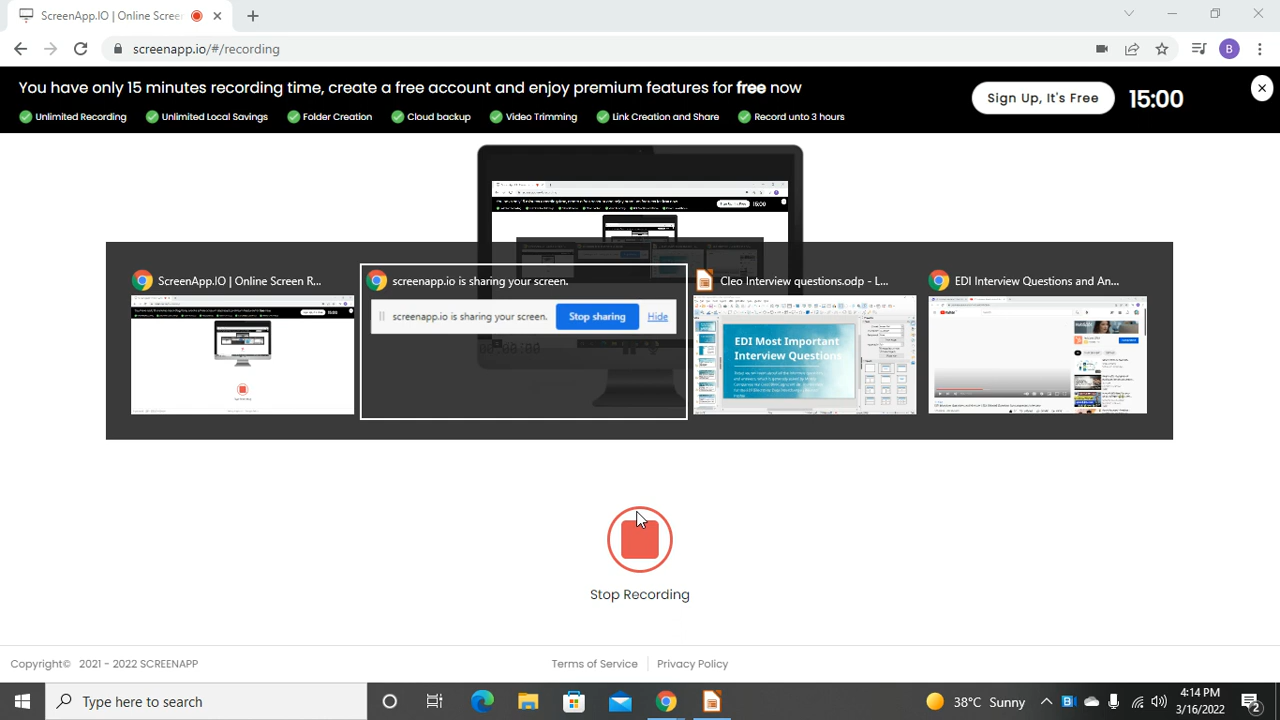 ScreenApp.IO | Online Scree
screenapp.io/#/recording
B
You have only 15 minutes recording time, create a free account and enjoy premium features for free now
Sign Up, It's Free
15:00
Unlimited Recording
Unlimited Local Savings
Folder Creation
Cloud backup
Video Trimming
Link Creation and Share
Record unto 3 hours
ScreenApp.IO | Online Screen R...
screenapp.io is sharing your screen.
Cleo Interview questions.odp - L...
EDI Interview Questions and An...
screenapp.io is sharing your screen.
Stop sharing
Hide
EDI Most Important
Interview Questions
00:00:00
Stop Recording
Copyright© 2021 - 2022 SCREENAPP
Terms of Service
Privacy Policy
Type here to search
38°C Sunny
4:14 PM
3/16/2022
2